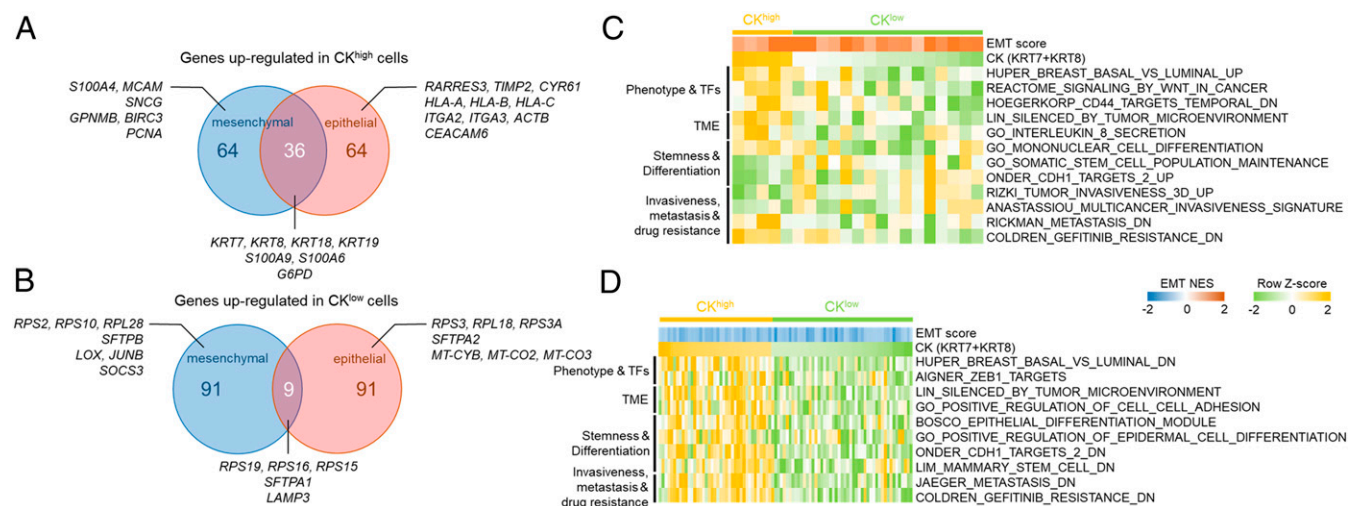 A
Genes up-regulated in CKhigh cells
S100A4, MCAM
SNCG
GPNMB, BIRC3
PCNA
RARRES3, TIMP2, CYR61
HLA-A, HLA-B, HLA-C
ITGA2, ITGA3, ACTB
CEACAM6
mesenchymal
epithelial
64
36
64
KRT7, KRT8, KRT18, KRT19
S100A9, S100A6
G6PD
B
Genes up-regulated in CKlow cells
RPS2, RPS10, RPL28
SFTPB
LOX, JUNB
SOCS3
RPS3, RPL18, RPS3A
SFTPA2
MT-CYB, MT-CO2, MT-CO3
mesenchymal
epithelial
91
9
91
RPS19, RPS16, RPS15
SFTPA1
LAMP3
C
CKhigh
CKlow
EMT score
CK (KRT7+KRT8)
Phenotype & TFs
HUPER_BREAST_BASAL_VS_LUMINAL_UP
REACTOME_SIGNALING_BY_WNT_IN_CANCER
HOEGERKORP_CD44_TARGETS_TEMPORAL_DN
TME
LIN_SILENCED_BY_TUMOR_MICROENVIRONMENT
GO_INTERLEUKIN_8_SECRETION
Stemness &
Differentiation
GO_MONONUCLEAR_CELL_DIFFERENTIATION
GO_SOMATIC_STEM_CELL_POPULATION_MAINTENANCE
ONDER_CDH1_TARGETS_2_UP
Invasiveness,
metastasis &
drug resistance
RIZKI_TUMOR_INVASIVENESS_3D_UP
ANASTASSIOU_MULTICANCER_INVASIVENESS_SIGNATURE
RICKMAN_METASTASIS_DN
COLDREN_GEFITINIB_RESISTANCE_DN
EMT NES
-2 0 2
Row Z-score
-2 0 2
D
CKhigh
CKlow
EMT score
CK (KRT7+KRT8)
Phenotype & TFs
HUPER_BREAST_BASAL_VS_LUMINAL_DN
AIGNER_ZEB1_TARGETS
TME
LIN_SILENCED_BY_TUMOR_MICROENVIRONMENT
GO_POSITIVE_REGULATION_OF_CELL_CELL_ADHESION
Stemness &
Differentiation
BOSCO_EPITHELIAL_DIFFERENTIATION_MODULE
GO_POSITIVE_REGULATION_OF_EPIDERMAL_CELL_DIFFERENTIATION
ONDER_CDH1_TARGETS_2_DN
LIM_MAMMARY_STEM_CELL_DN
Invasiveness,
metastasis &
drug resistance
JAEGER_METASTASIS_DN
COLDREN_GEFITINIB_RESISTANCE_DN